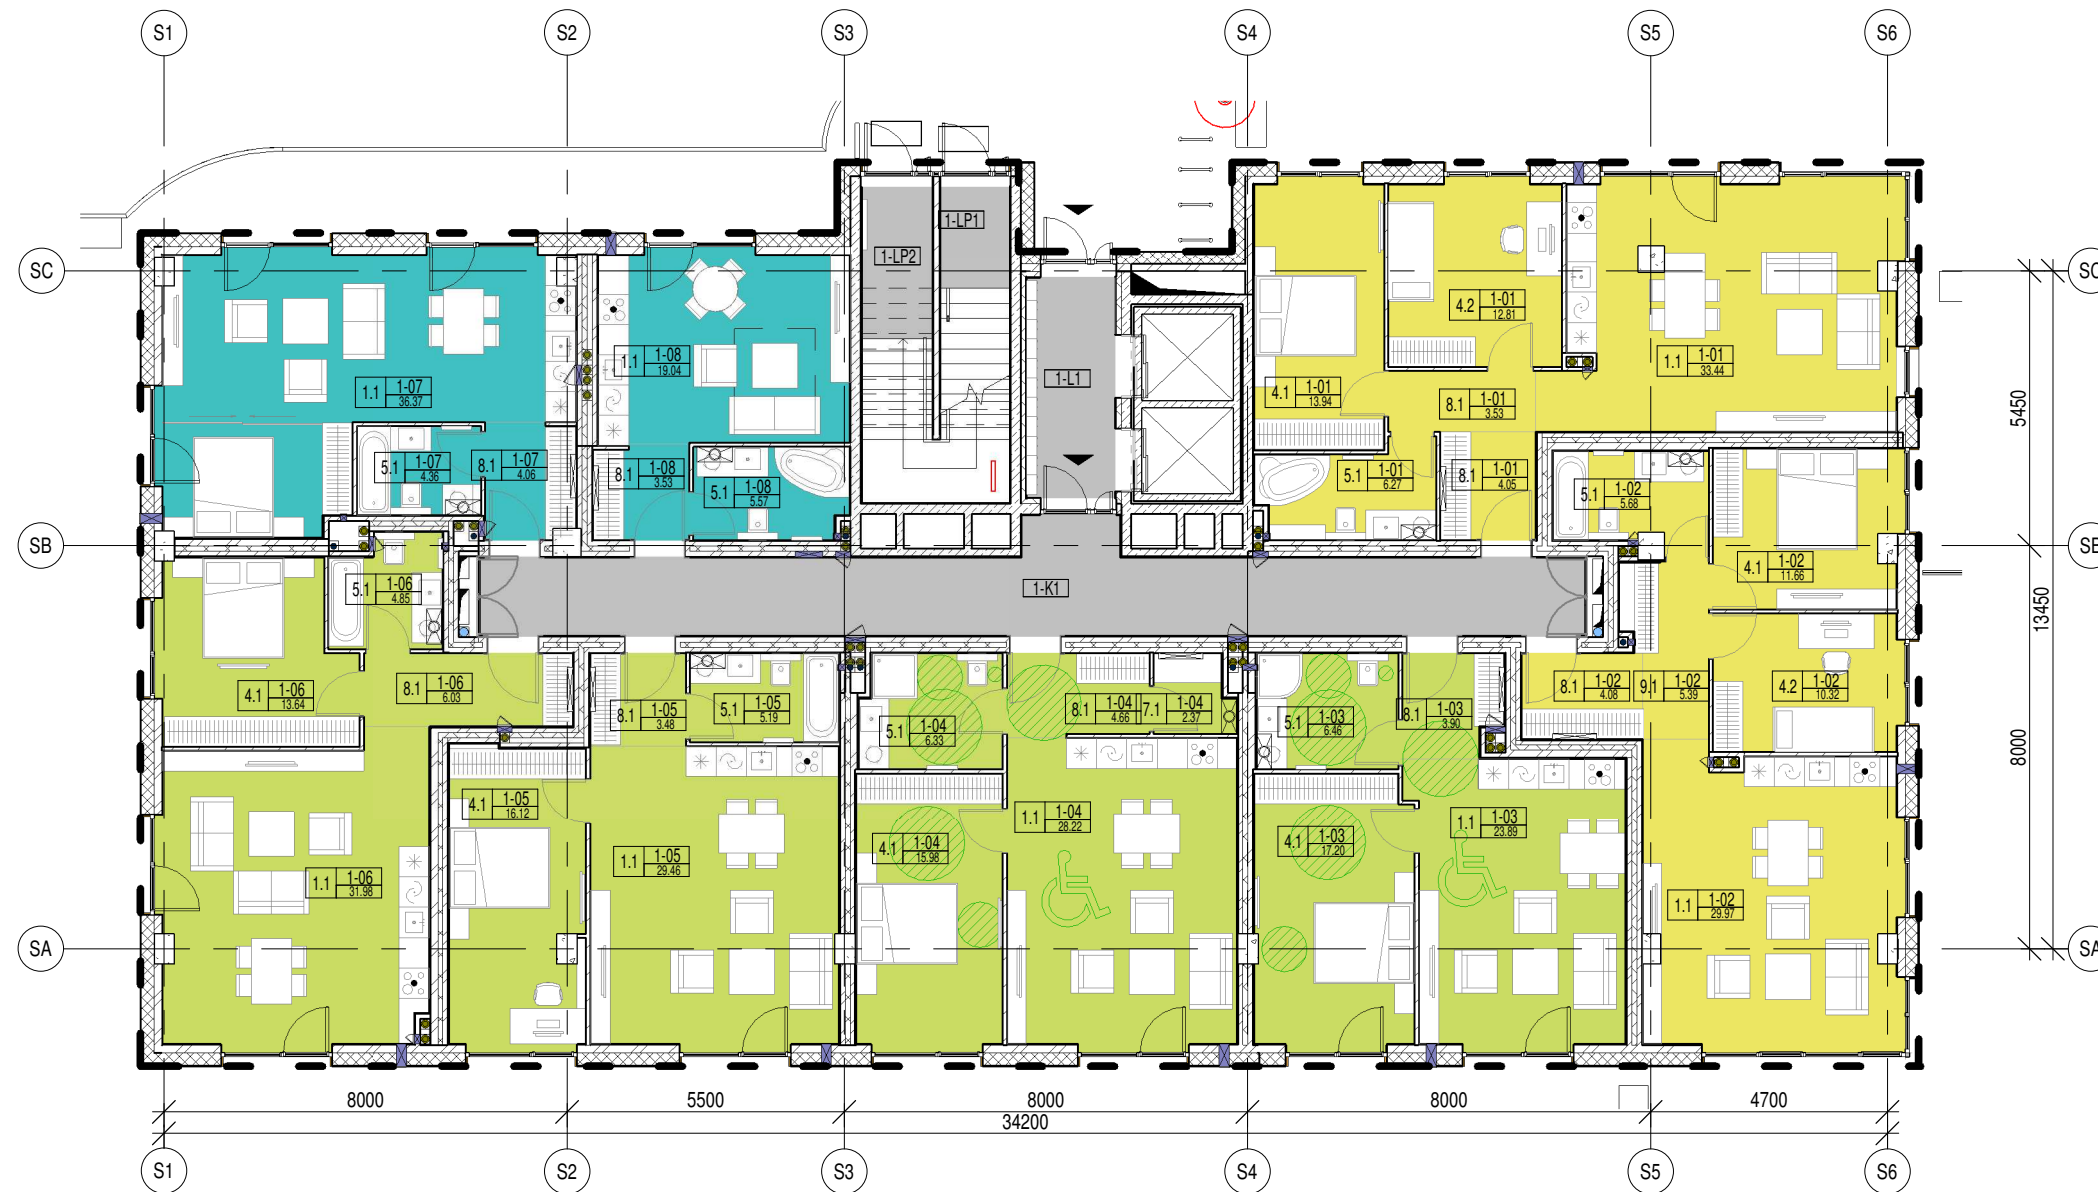 S1 S2 S3 S4 S5 S6
1-LP1
1-LP2
SC SC
4.2 1-01 12.81
1.1 1-08 19.04
1.1 1-01 33.44
1-L1
1.1 1-07 36.37
4.1 1-01 13.94
8.1 1-01 3.53
5450
5.1 1-07 4.36
8.1 1-07 4.06
8.1 1-08 3.53
5.1 1-08 5.57
5.1 1-01 6.27
8.1 1-01 4.05
5.1 1-02 5.68
SB SB
4.1 1-02 11.66
5.1 1-06 4.85
1-K1
13450
4.1 1-06 13.64
8.1 1-06 6.03
8.1 1-05 3.48
5.1 1-05 5.19
5.1 1-04 6.33
8.1 1-04 4.66
7.1 1-04 2.37
5.1 1-03 6.46
8.1 1-03 3.90
8.1 1-02 4.08
9.1 1-02 5.39
4.2 1-02 10.32
8000
4.1 1-05 16.12
1.1 1-04 28.22
1.1 1-03 23.89
1.1 1-05 29.46
4.1 1-04 15.98
4.1 1-03 17.20
1.1 1-06 31.98
1.1 1-02 29.97
SA SA
8000 5500 8000 8000 4700
34200
S1 S2 S3 S4 S5 S6